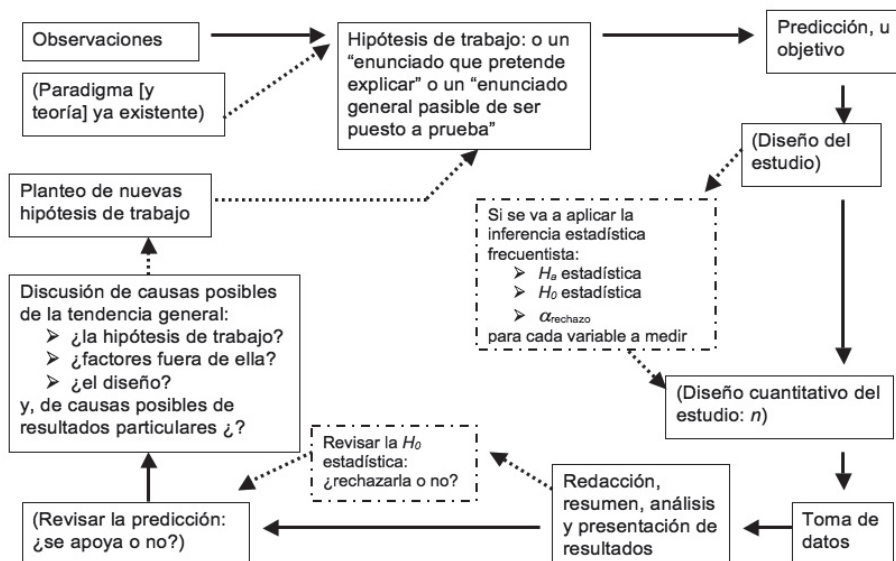 Observaciones
(Paradigma [y
teoría] ya existente)
Hipótesis de trabajo: o un
“enunciado que pretende
explicar” o un “enunciado
general pasible de ser
puesto a prueba”
Predicción, u
objetivo
(Diseño del
estudio)
Si se va a aplicar la
inferencia estadística
frecuentista:
➢ Ha estadística
➢ H0 estadística
➢ αrechazo
para cada variable a medir
(Diseño cuantitativo del
estudio: n)
Toma de
datos
Redacción,
resumen, análisis
y presentación de
resultados
Revisar la H0
estadística:
¿rechazarla o no?
(Revisar la predicción:
¿se apoya o no?)
Discusión de causas posibles
de la tendencia general:
➢ ¿la hipótesis de trabajo?
➢ ¿factores fuera de ella?
➢ ¿el diseño?
y, de causas posibles de
resultados particulares ¿?
Planteo de nuevas
hipótesis de trabajo